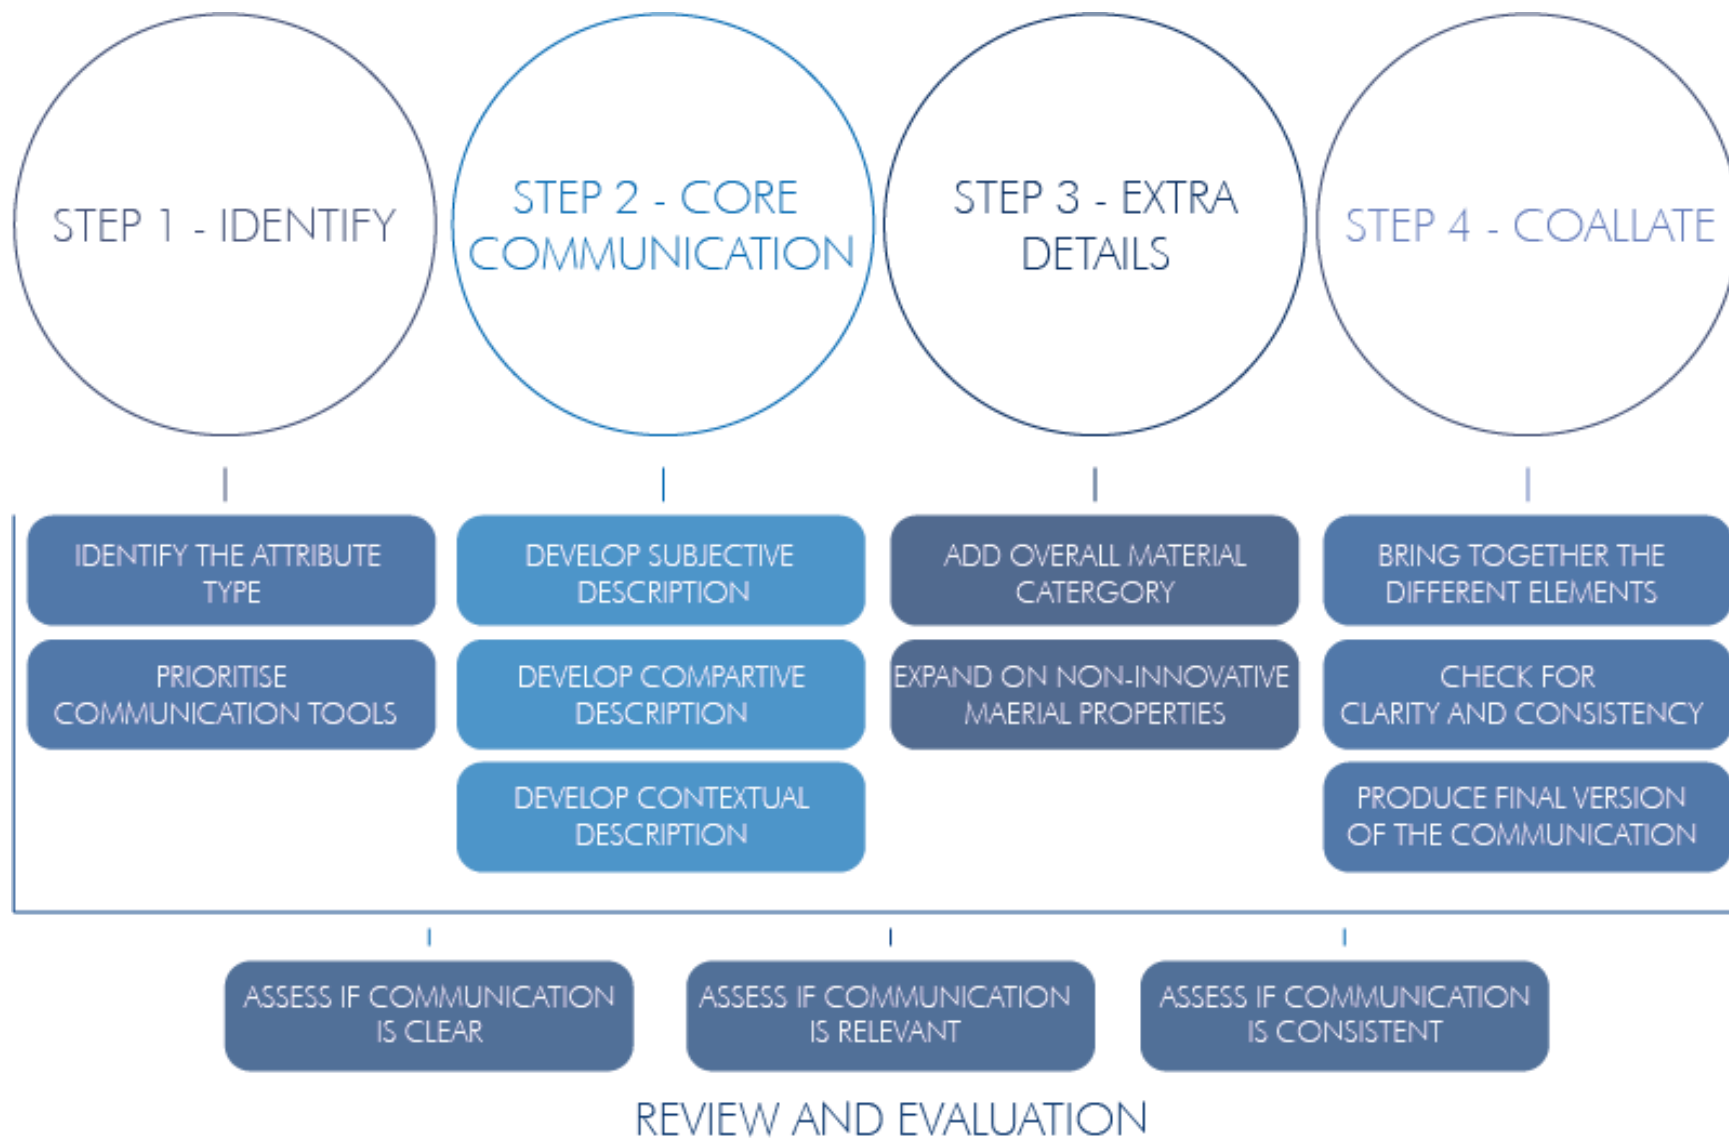 STEP 1 - IDENTIFY
STEP 2 - CORE
COMMUNICATION
STEP 3 - EXTRA
DETAILS
STEP 4 - COALLATE
IDENTIFY THE ATTRIBUTE
TYPE
PRIORITISE
COMMUNICATION TOOLS
DEVELOP SUBJECTIVE
DESCRIPTION
DEVELOP COMPARTIVE
DESCRIPTION
DEVELOP CONTEXTUAL
DESCRIPTION
ADD OVERALL MATERIAL
CATERGORY
EXPAND ON NON-INNOVATIVE
MAERIAL PROPERTIES
BRING TOGETHER THE
DIFFERENT ELEMENTS
CHECK FOR
CLARITY AND CONSISTENCY
PRODUCE FINAL VERSION
OF THE COMMUNICATION
ASSESS IF COMMUNICATION
IS CLEAR
ASSESS IF COMMUNICATION
IS RELEVANT
ASSESS IF COMMUNICATION
IS CONSISTENT
REVIEW AND EVALUATION